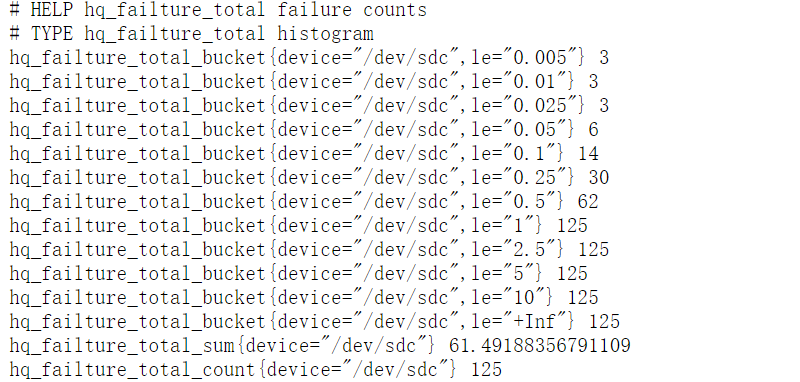 # HELP hq_failture_total failure counts
# TYPE hq_failture_total histogram
hq_failture_total_bucket{device="/dev/sdc",le="0.005"} 3
hq_failture_total_bucket{device="/dev/sdc",le="0.01"} 3
hq_failture_total_bucket{device="/dev/sdc",le="0.025"} 3
hq_failture_total_bucket{device="/dev/sdc",le="0.05"} 6
hq_failture_total_bucket{device="/dev/sdc",le="0.1"} 14
hq_failture_total_bucket{device="/dev/sdc",le="0.25"} 30
hq_failture_total_bucket{device="/dev/sdc",le="0.5"} 62
hq_failture_total_bucket{device="/dev/sdc",le="1"} 125
hq_failture_total_bucket{device="/dev/sdc",le="2.5"} 125
hq_failture_total_bucket{device="/dev/sdc",le="5"} 125
hq_failture_total_bucket{device="/dev/sdc",le="10"} 125
hq_failture_total_bucket{device="/dev/sdc",le="+Inf"} 125
hq_failture_total_sum{device="/dev/sdc"} 61.49188356791109
hq_failture_total_count{device="/dev/sdc"} 125